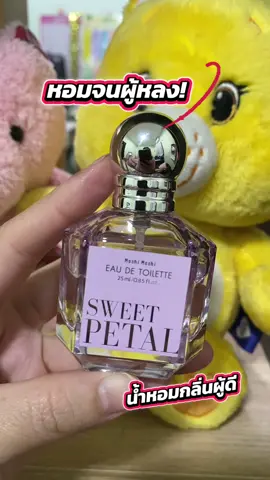 หอมจนผู้หลง!
Moshi Moshi
EAU DE TOILETTE
25 ml / 0.85 fl.oz.
SWEET
PETAL
น้ำหอมกลิ่นผู้ดี